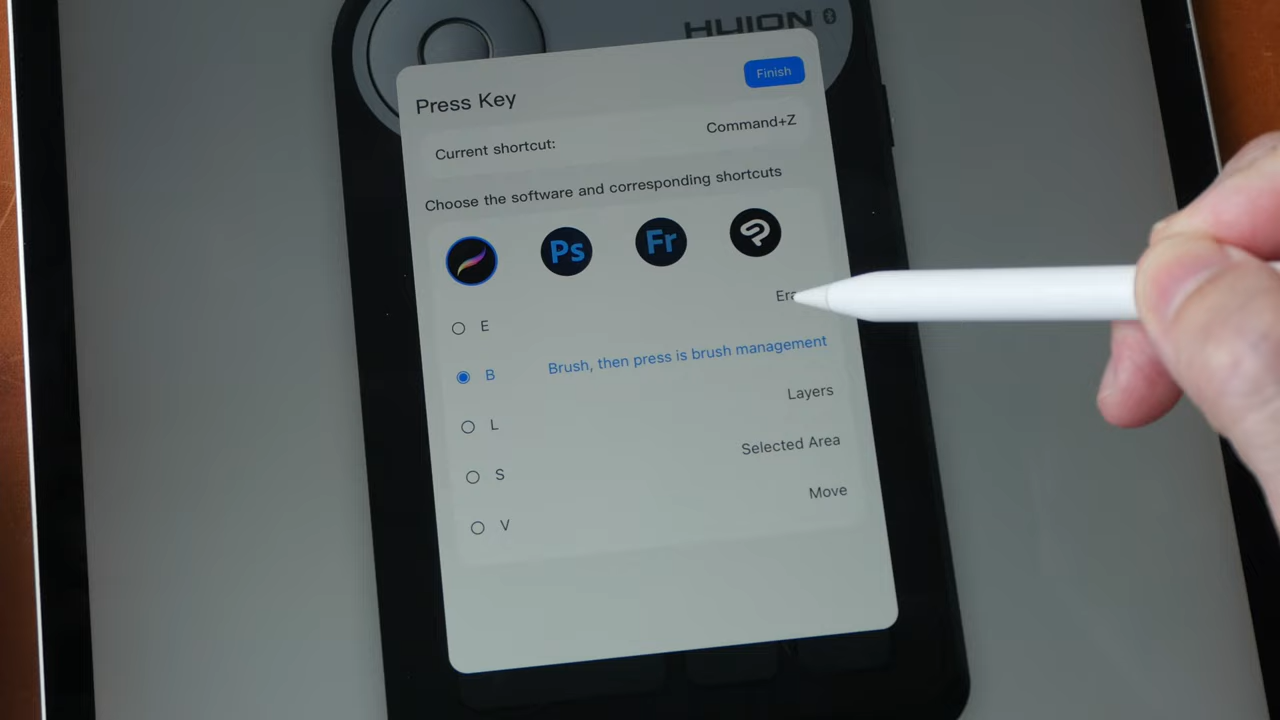 HUION
Press Key
Finish
Current shortcut:
Command+Z
Choose the software and corresponding shortcuts
Ps
Fr
E
B
Brush, then press is brush management
L
Layers
S
Selected Area
V
Move